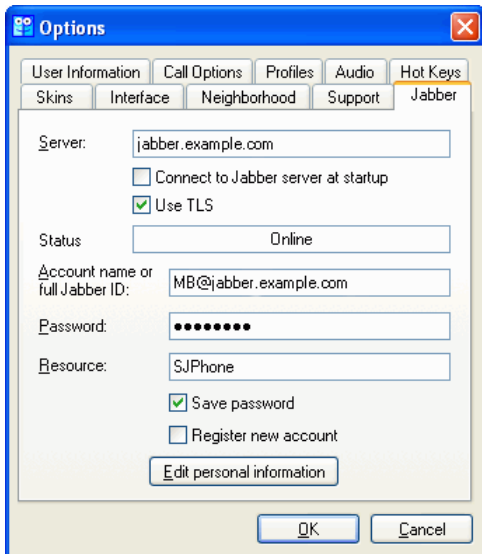 Options
User Information Call Options Profiles Audio Hot Keys
Skins Interface Neighborhood Support Jabber
Server: jabber.example.com
Connect to Jabber server at startup
Use TLS
Status Online
Account name or
full Jabber ID: MB@jabber.example.com
Password: ●●●●●●●●
Resource: SJPhone
Save password
Register new account
Edit personal information
OK Cancel